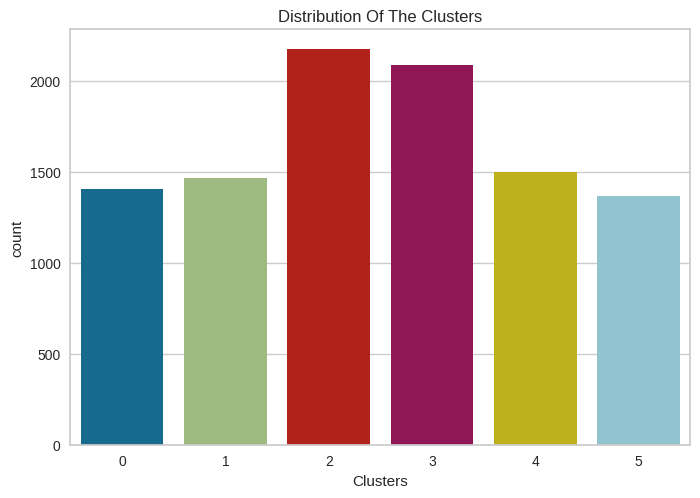 Distribution Of The Clusters
count
2000
1500
1000
500
0
0 1 2 3 4 5
Clusters